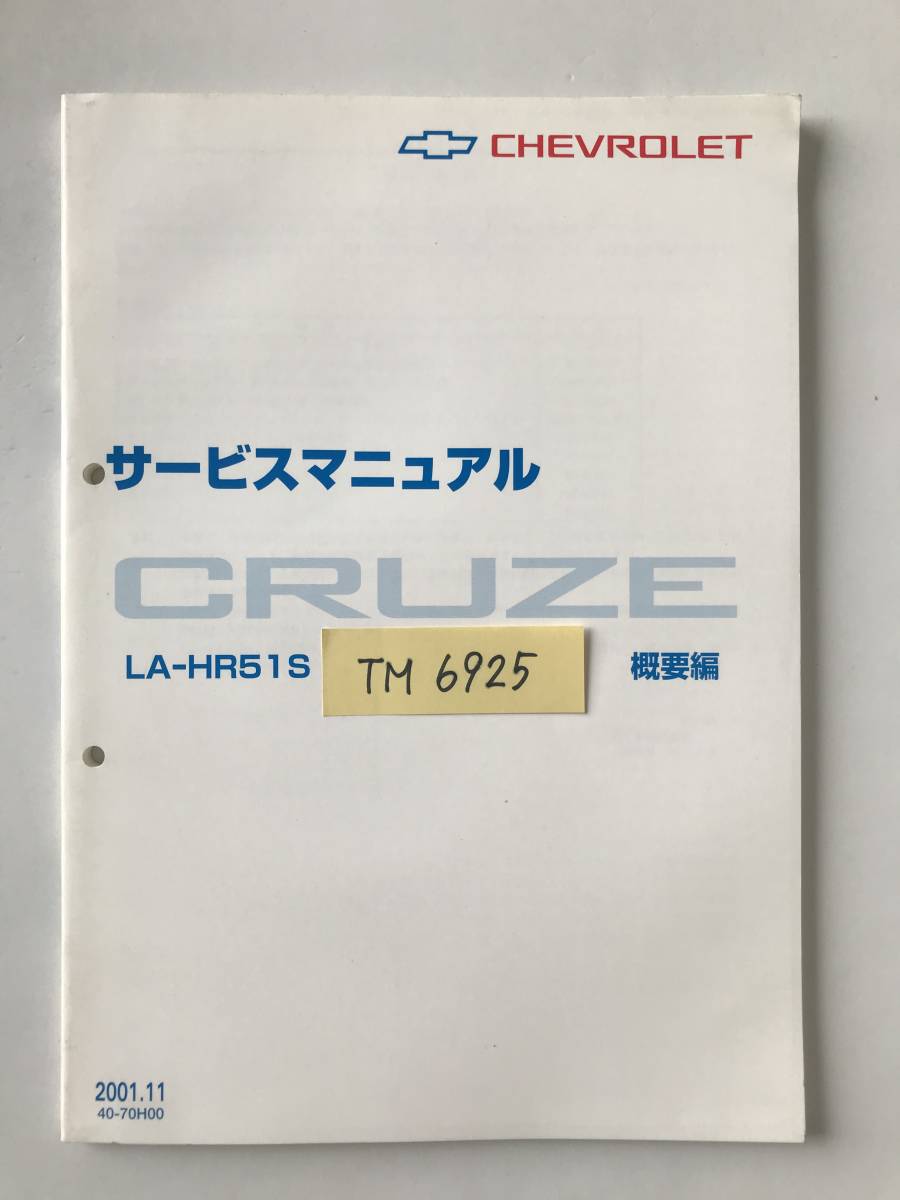 CHEVROLET
サービスマニュアル
CRUZE
LA-HR51S TM 6925 概要編
2001.11
40-70H00